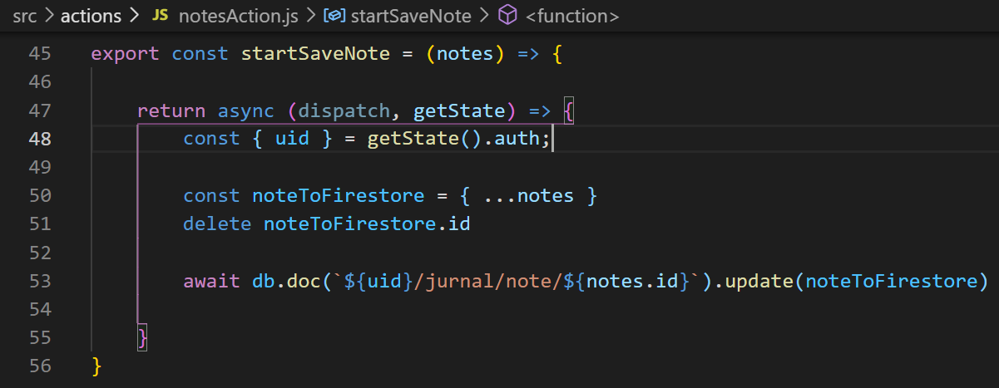 src > actions > JS notesAction.js > startSaveNote > <function>
45 export const startSaveNote = (notes) => {
46
47 return async (dispatch, getState) => {
48 const { uid } = getState().auth;
49
50 const noteToFirestore = { ...notes }
51 delete noteToFirestore.id
52
53 await db.doc(`${uid}/jurnal/note/${notes.id}`).update(noteToFirestore)
54
55 }
56 }